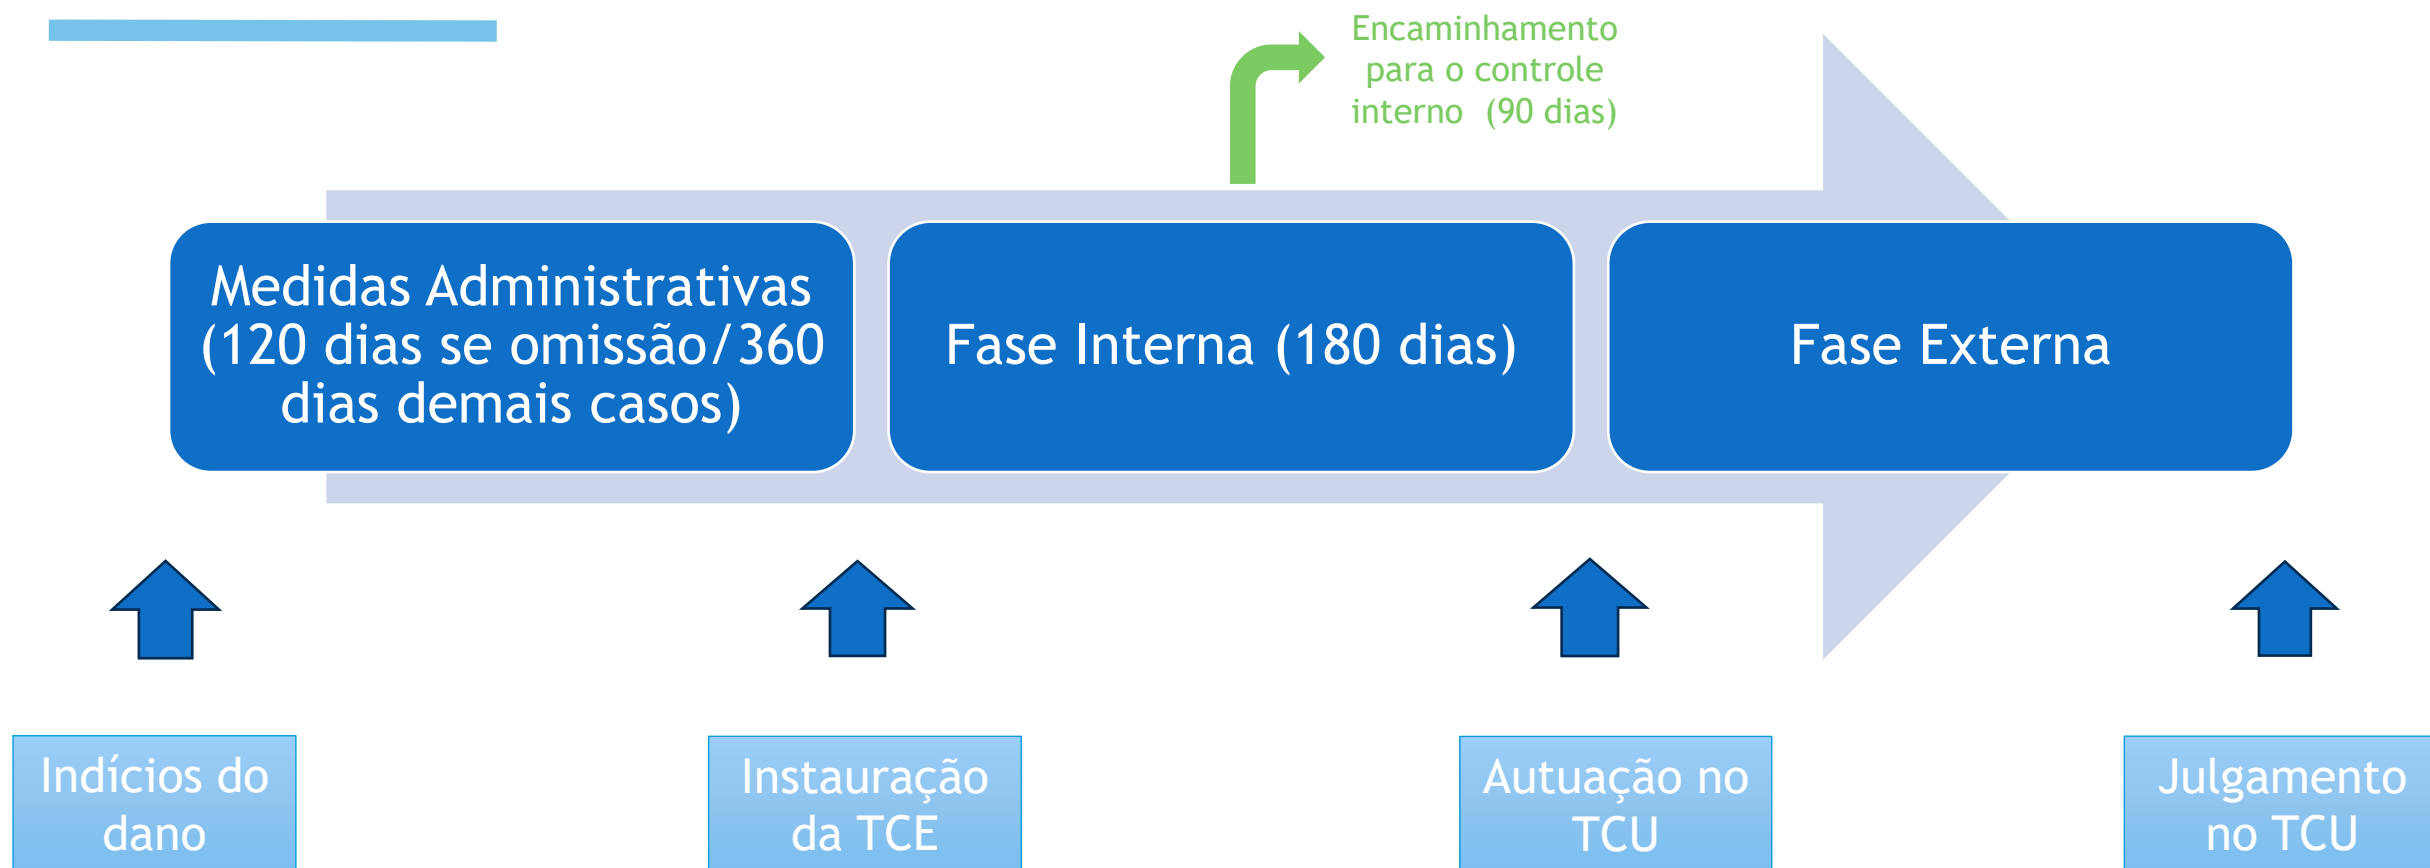 Encaminhamento
para o controle
interno (90 dias)
Medidas Administrativas
(120 dias se omissão/360
dias demais casos)
Fase Interna (180 dias)
Fase Externa
Indícios do
dano
Instauração
da TCE
Autuação no
TCU
Julgamento
no TCU